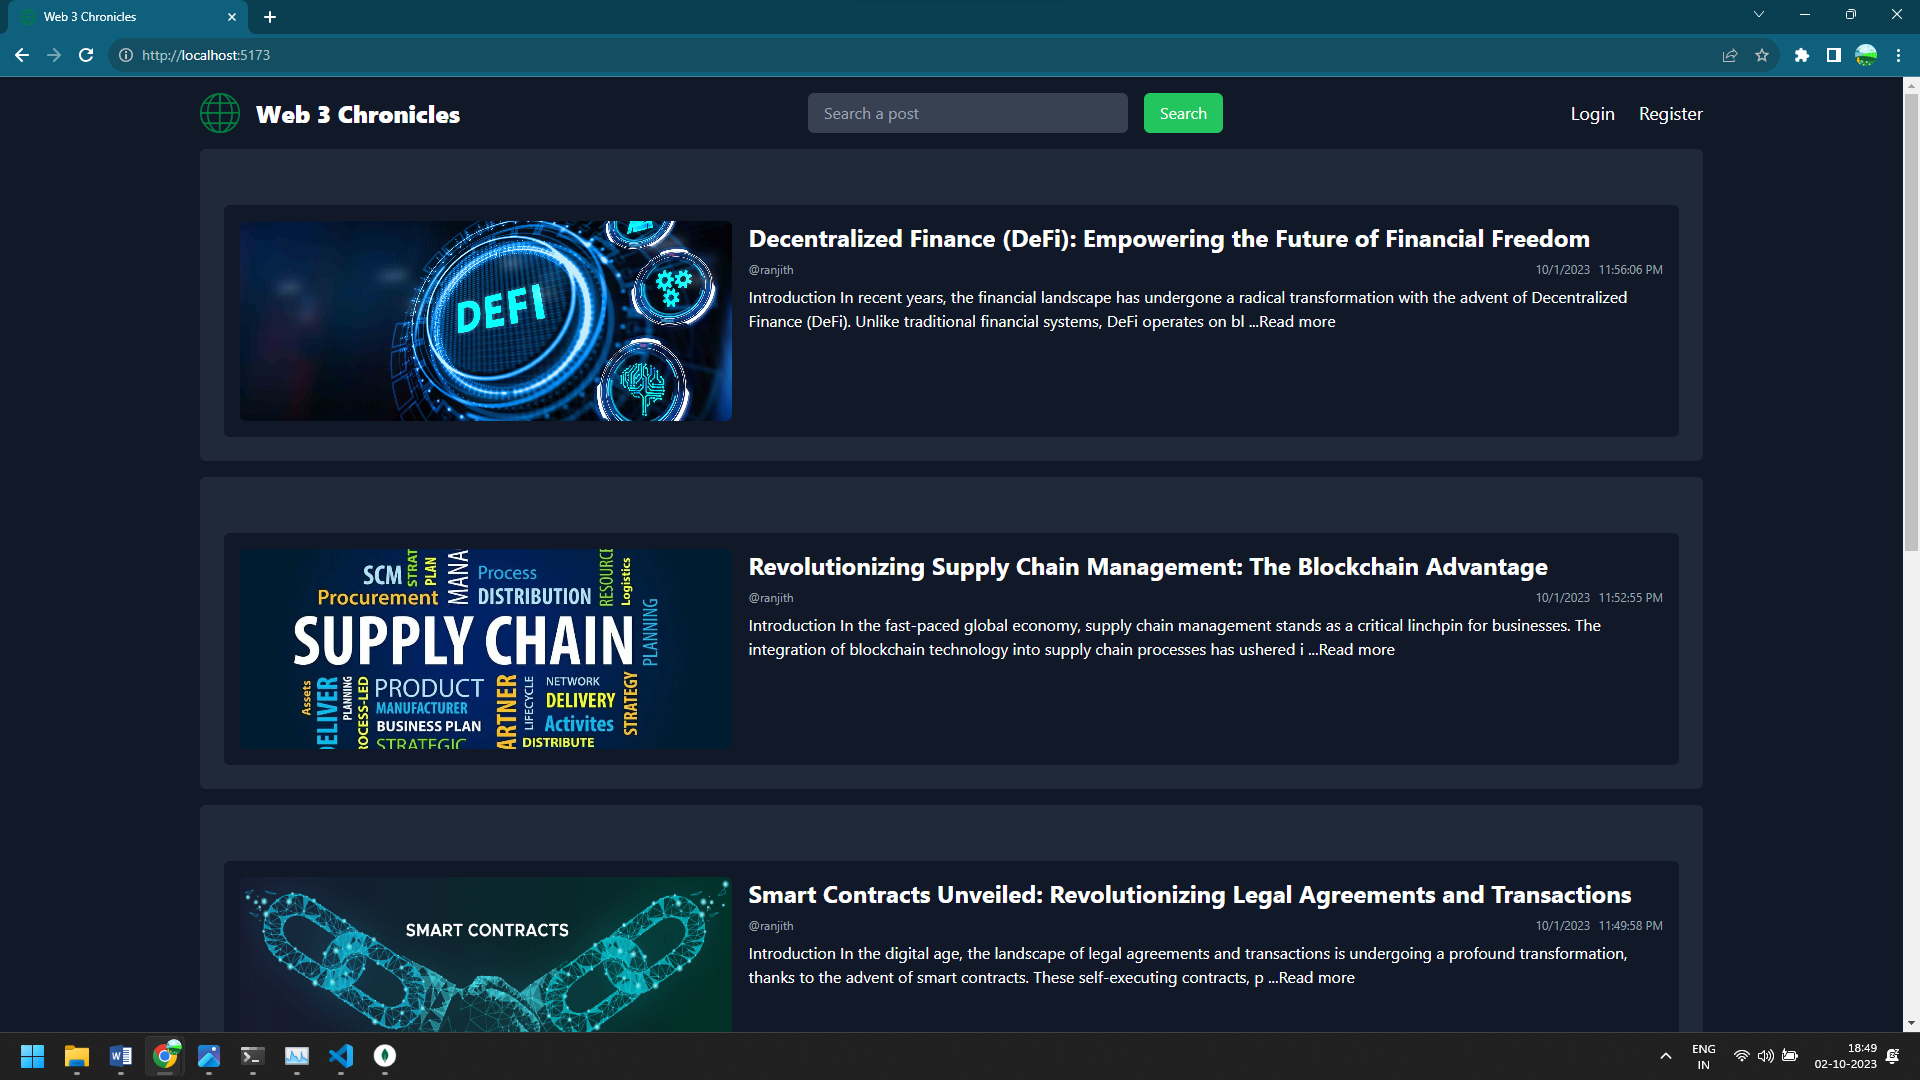 Web 3 Chronicles
http://localhost:5173
Web 3 Chronicles
Search a post
Search
Login
Register
DEFI
Decentralized Finance (DeFi): Empowering the Future of Financial Freedom
@ranjith
10/1/2023 11:56:06 PM
Introduction In recent years, the financial landscape has undergone a radical transformation with the advent of Decentralized
Finance (DeFi). Unlike traditional financial systems, DeFi operates on bl ...Read more
SCM
STRAT
PLAN
MANA
Process
RESOURCE
Logistics
Procurement
DISTRIBUTION
SUPPLY CHAIN
PLANNING
Assets
DELIVER
PLANNING
ROCESS-LED
PRODUCT
MANUFACTURER
BUSINESS PLAN
STRATEGIC
ARTNER
LIFECYCLE
NETWORK
DELIVERY
Activites
DISTRIBUTE
STRATEGY
Revolutionizing Supply Chain Management: The Blockchain Advantage
@ranjith
10/1/2023 11:52:55 PM
Introduction In the fast-paced global economy, supply chain management stands as a critical linchpin for businesses. The
integration of blockchain technology into supply chain processes has ushered i ...Read more
SMART CONTRACTS
Smart Contracts Unveiled: Revolutionizing Legal Agreements and Transactions
@ranjith
10/1/2023 11:49:58 PM
Introduction In the digital age, the landscape of legal agreements and transactions is undergoing a profound transformation,
thanks to the advent of smart contracts. These self-executing contracts, p ...Read more
ENG
IN
18:49
02-10-2023